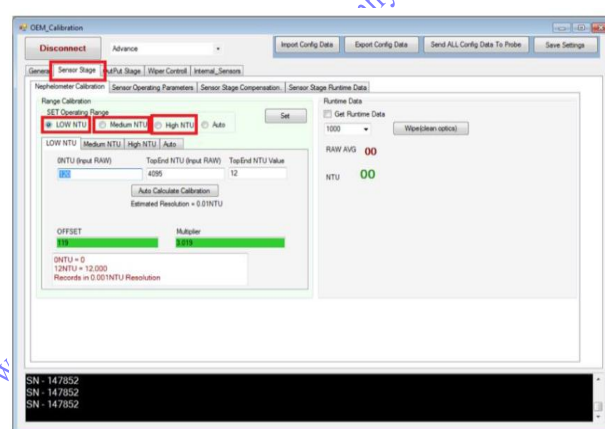 OEM_Calibration
Disconnect
Advance
Import Config Data
Export Config Data
Send ALL Config Data To Probe
Save Settings
General
Sensor Stage
OutPut Stage
Wiper Controll
Internal_Sensors
Nephelometer Calibration
Sensor Operating Parameters
Sensor Stage Compensation.
Sensor Stage Runtime Data
Range Calibration
SET Operating Range
LOW NTU
Medium NTU
High NTU
Auto
Set
LOW NTU
Medium NTU
High NTU
Auto
0NTU (Input RAW)
TopEnd NTU (Input RAW)
TopEnd NTU Value
120
4095
12
Auto Calculate Calibration
Estimated Resolution = 0.01NTU
OFFSET
Multiplier
119
3.019
0NTU = 0
12NTU = 12,000
Records in 0.001NTU Resolution
Runtime Data
Get Runtime Data
1000
Wipe(clean optics)
RAW AVG
00
NTU
00
SN - 147852
SN - 147852
SN - 147852